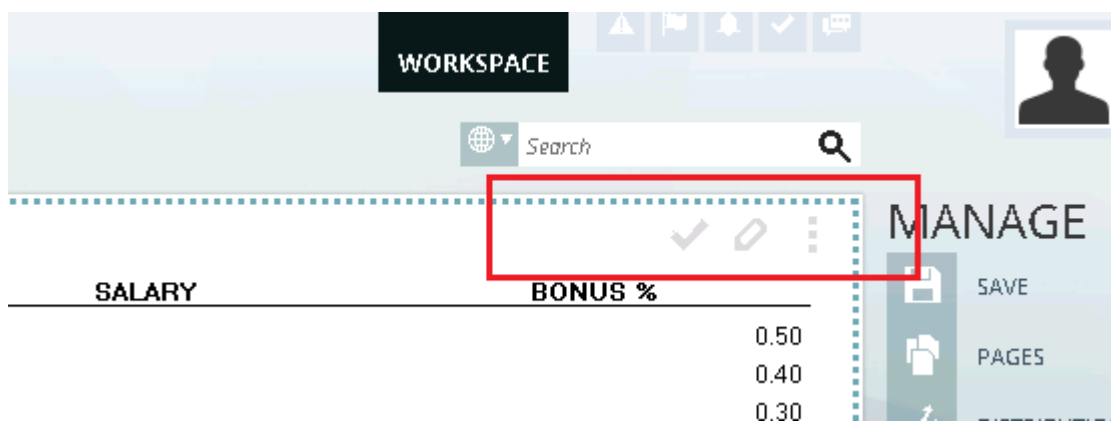 WORKSPACE
Search
MANAGE
SALARY
BONUS %
SAVE
0.50
PAGES
0.40
0.30